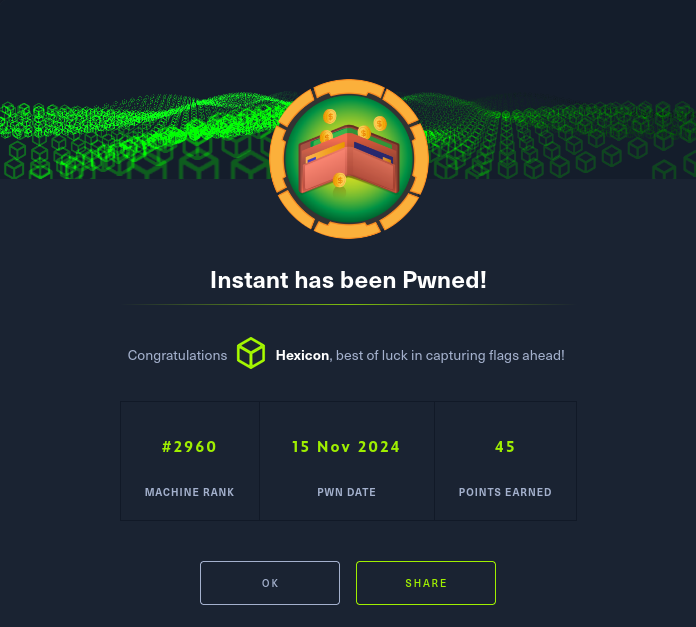 Instant has been Pwned!
Congratulations Hexicon, best of luck in capturing flags ahead!
#2960 15 Nov 2024 45
MACHINE RANK PWN DATE POINTS EARNED
OK SHARE